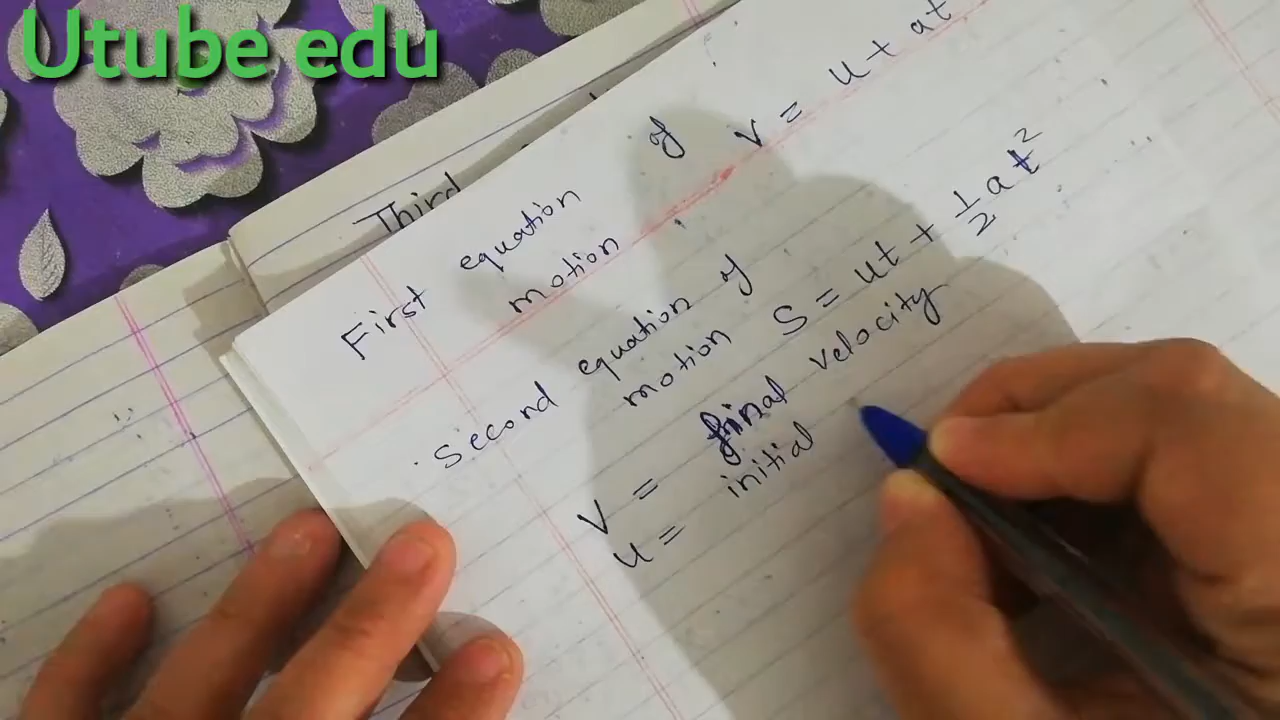 Utube edu
Third
First equation of
motion v = u + at
Second equation of
motion S = ut + 1/2 at²
V = final velocity
u = initial